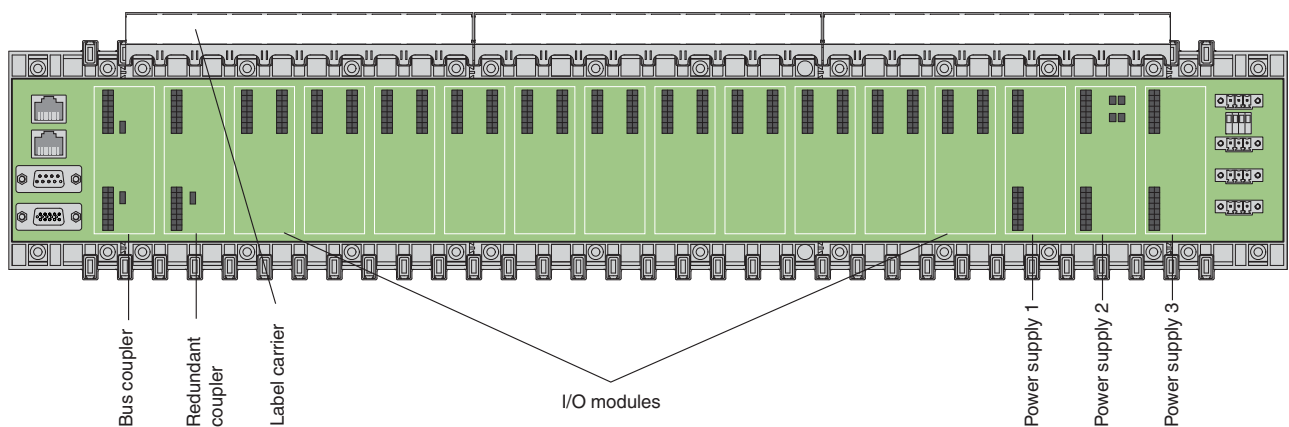 Bus coupler
Redundant
coupler
Label carrier
I/O modules
Power supply 1
Power supply 2
Power supply 3